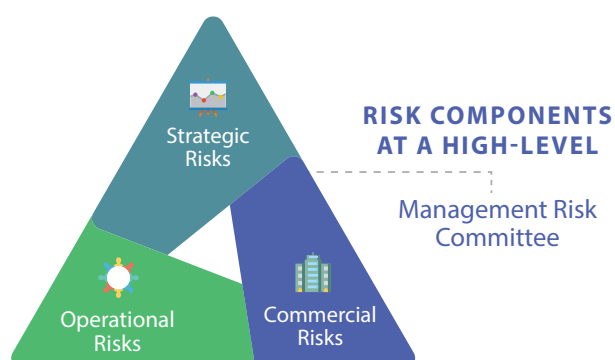 Strategic
Risks
RISK COMPONENTS
AT A HIGH-LEVEL
Management Risk
Committee
Operational
Risks
Commercial
Risks